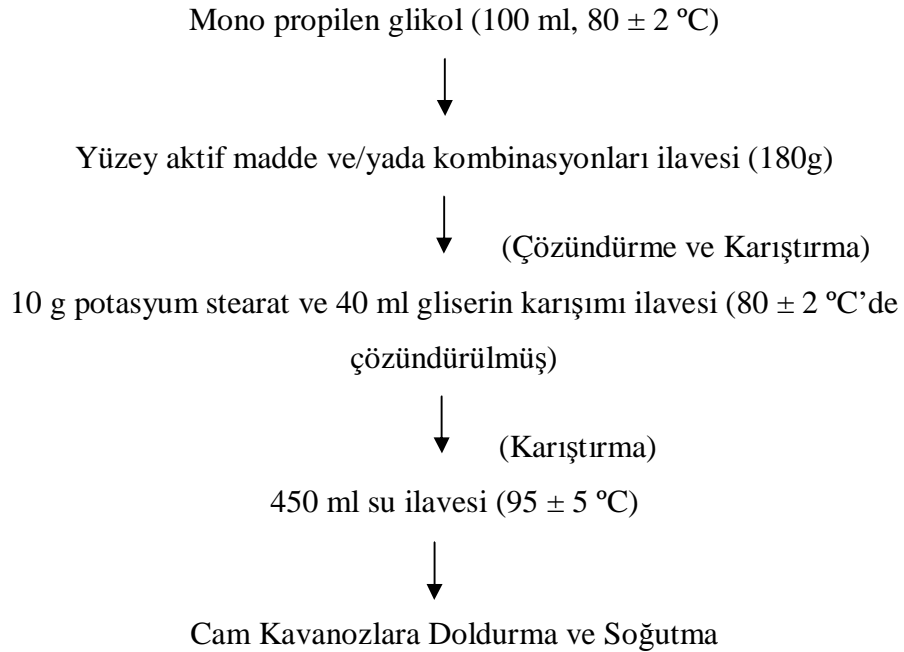 Mono propilen glikol (100 ml, 80 ± 2 ºC)
Yüzey aktif madde ve/yada kombinasyonları ilavesi (180g)
(Çözündürme ve Karıştırma)
10 g potasyum stearat ve 40 ml gliserin karışımı ilavesi (80 ± 2 ºC’de
çözündürülmüş)
(Karıştırma)
450 ml su ilavesi (95 ± 5 ºC)
Cam Kavanozlara Doldurma ve Soğutma